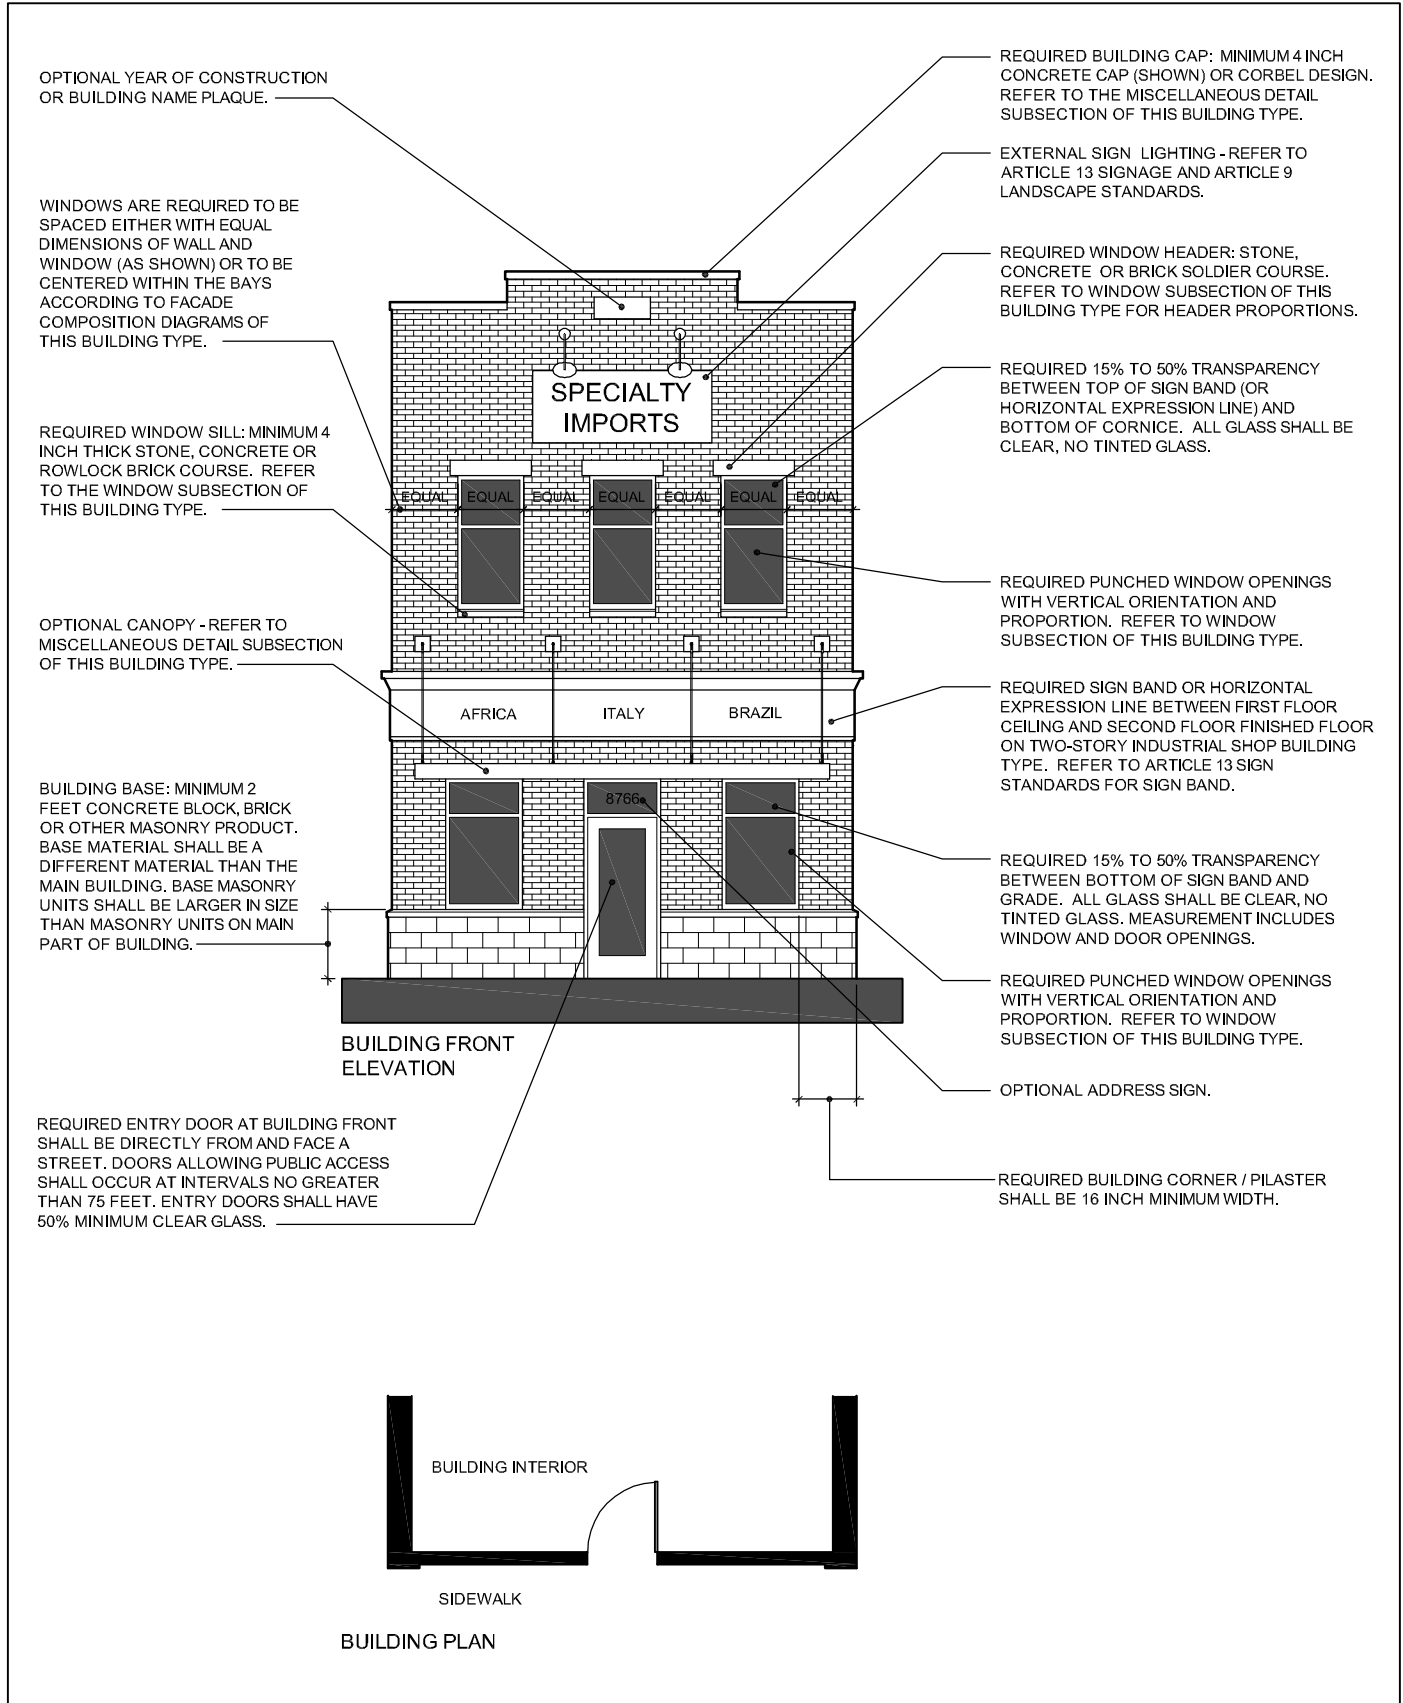 OPTIONAL YEAR OF CONSTRUCTION
OR BUILDING NAME PLAQUE.
WINDOWS ARE REQUIRED TO BE
SPACED EITHER WITH EQUAL
DIMENSIONS OF WALL AND
WINDOW (AS SHOWN) OR TO BE
CENTERED WITHIN THE BAYS
ACCORDING TO FACADE
COMPOSITION DIAGRAMS OF
THIS BUILDING TYPE.
REQUIRED WINDOW SILL: MINIMUM 4
INCH THICK STONE, CONCRETE OR
ROWLOCK BRICK COURSE. REFER
TO THE WINDOW SUBSECTION OF
THIS BUILDING TYPE.
OPTIONAL CANOPY - REFER TO
MISCELLANEOUS DETAIL SUBSECTION
OF THIS BUILDING TYPE.
BUILDING BASE: MINIMUM 2
FEET CONCRETE BLOCK, BRICK
OR OTHER MASONRY PRODUCT.
BASE MATERIAL SHALL BE A
DIFFERENT MATERIAL THAN THE
MAIN BUILDING. BASE MASONRY
UNITS SHALL BE LARGER IN SIZE
THAN MASONRY UNITS ON MAIN
PART OF BUILDING.
SPECIALTY
IMPORTS
EQUAL EQUAL EQUAL EQUAL EQUAL EQUAL EQUAL
AFRICA ITALY BRAZIL
8766
BUILDING FRONT
ELEVATION
REQUIRED ENTRY DOOR AT BUILDING FRONT
SHALL BE DIRECTLY FROM AND FACE A
STREET. DOORS ALLOWING PUBLIC ACCESS
SHALL OCCUR AT INTERVALS NO GREATER
THAN 75 FEET. ENTRY DOORS SHALL HAVE
50% MINIMUM CLEAR GLASS.
REQUIRED BUILDING CAP: MINIMUM 4 INCH
CONCRETE CAP (SHOWN) OR CORBEL DESIGN.
REFER TO THE MISCELLANEOUS DETAIL
SUBSECTION OF THIS BUILDING TYPE.
EXTERNAL SIGN LIGHTING - REFER TO
ARTICLE 13 SIGNAGE AND ARTICLE 9
LANDSCAPE STANDARDS.
REQUIRED WINDOW HEADER: STONE,
CONCRETE OR BRICK SOLDIER COURSE.
REFER TO WINDOW SUBSECTION OF THIS
BUILDING TYPE FOR HEADER PROPORTIONS.
REQUIRED 15% TO 50% TRANSPARENCY
BETWEEN TOP OF SIGN BAND (OR
HORIZONTAL EXPRESSION LINE) AND
BOTTOM OF CORNICE. ALL GLASS SHALL BE
CLEAR, NO TINTED GLASS.
REQUIRED PUNCHED WINDOW OPENINGS
WITH VERTICAL ORIENTATION AND
PROPORTION. REFER TO WINDOW
SUBSECTION OF THIS BUILDING TYPE.
REQUIRED SIGN BAND OR HORIZONTAL
EXPRESSION LINE BETWEEN FIRST FLOOR
CEILING AND SECOND FLOOR FINISHED FLOOR
ON TWO-STORY INDUSTRIAL SHOP BUILDING
TYPE. REFER TO ARTICLE 13 SIGN
STANDARDS FOR SIGN BAND.
REQUIRED 15% TO 50% TRANSPARENCY
BETWEEN BOTTOM OF SIGN BAND AND
GRADE. ALL GLASS SHALL BE CLEAR, NO
TINTED GLASS. MEASUREMENT INCLUDES
WINDOW AND DOOR OPENINGS.
REQUIRED PUNCHED WINDOW OPENINGS
WITH VERTICAL ORIENTATION AND
PROPORTION. REFER TO WINDOW
SUBSECTION OF THIS BUILDING TYPE.
OPTIONAL ADDRESS SIGN.
REQUIRED BUILDING CORNER / PILASTER
SHALL BE 16 INCH MINIMUM WIDTH.
BUILDING INTERIOR
SIDEWALK
BUILDING PLAN